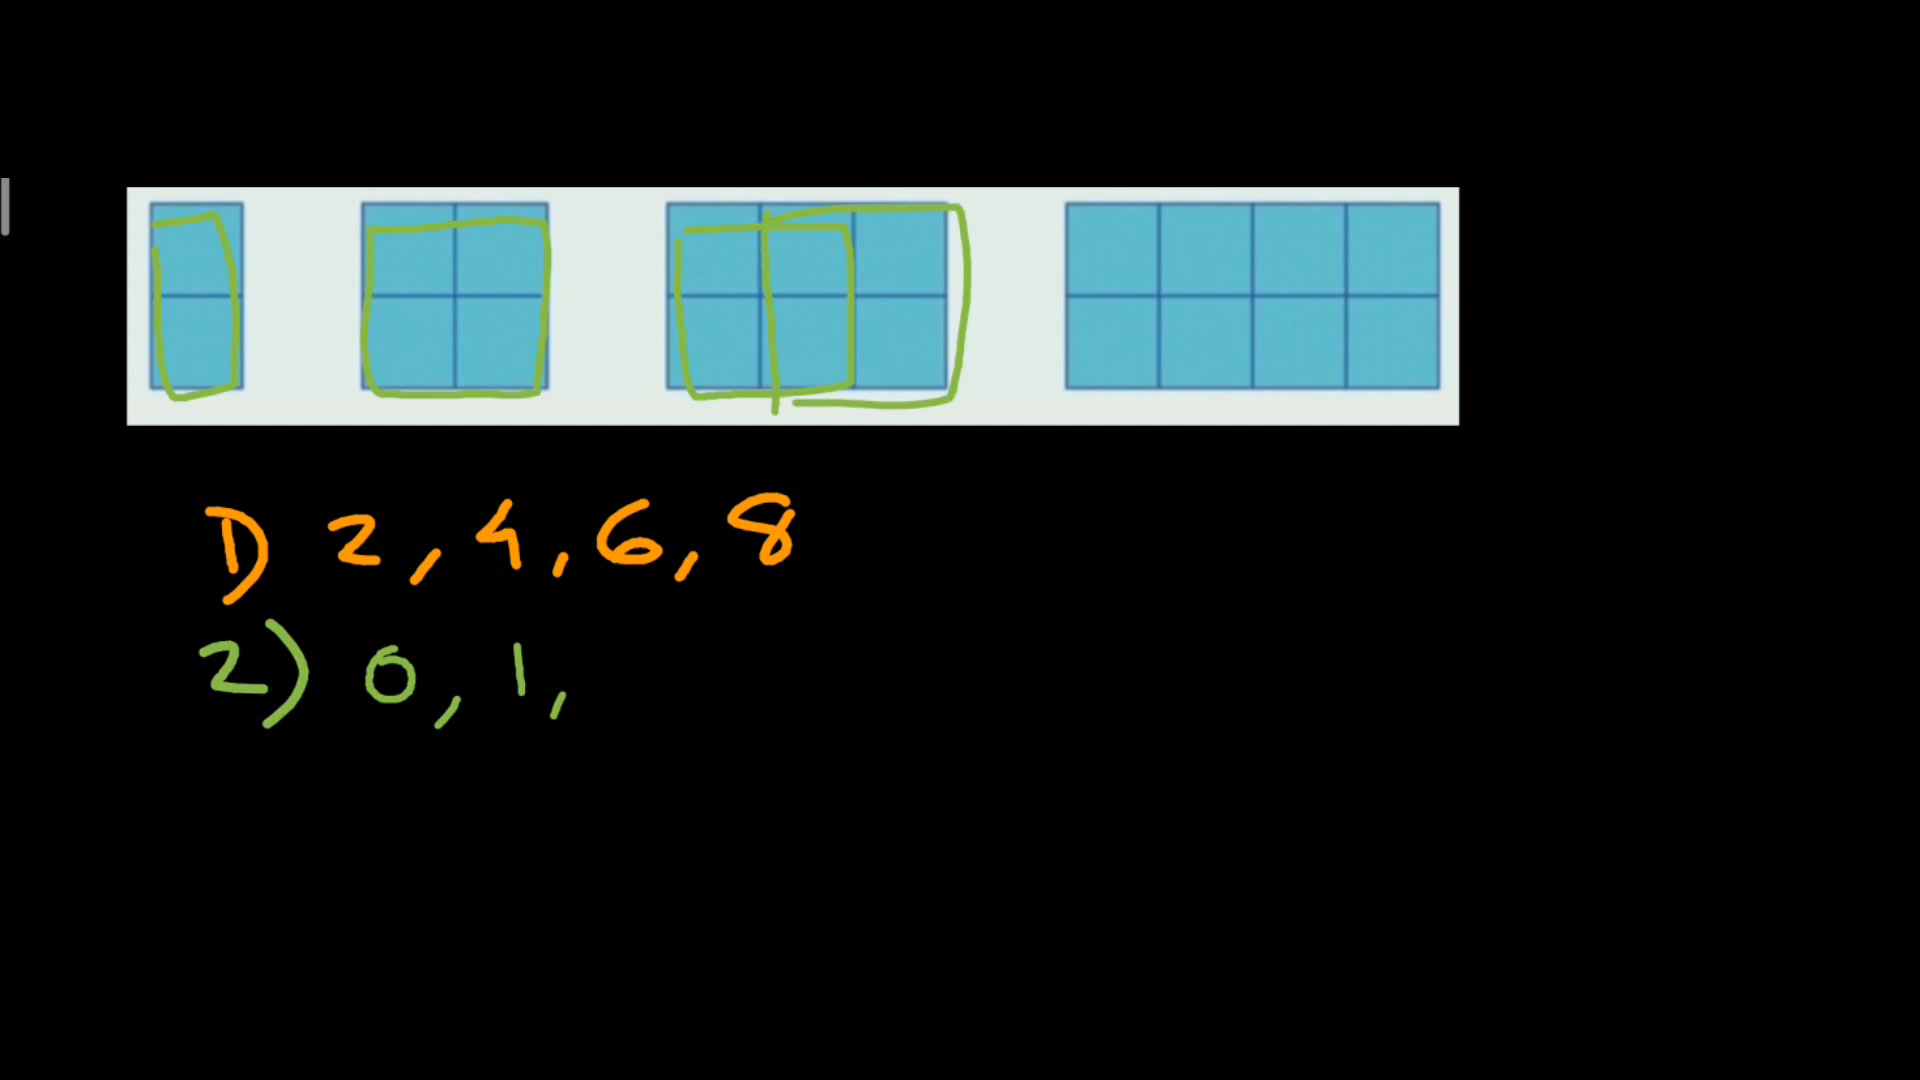 1) 2, 4, 6, 8
2) 0, 1,